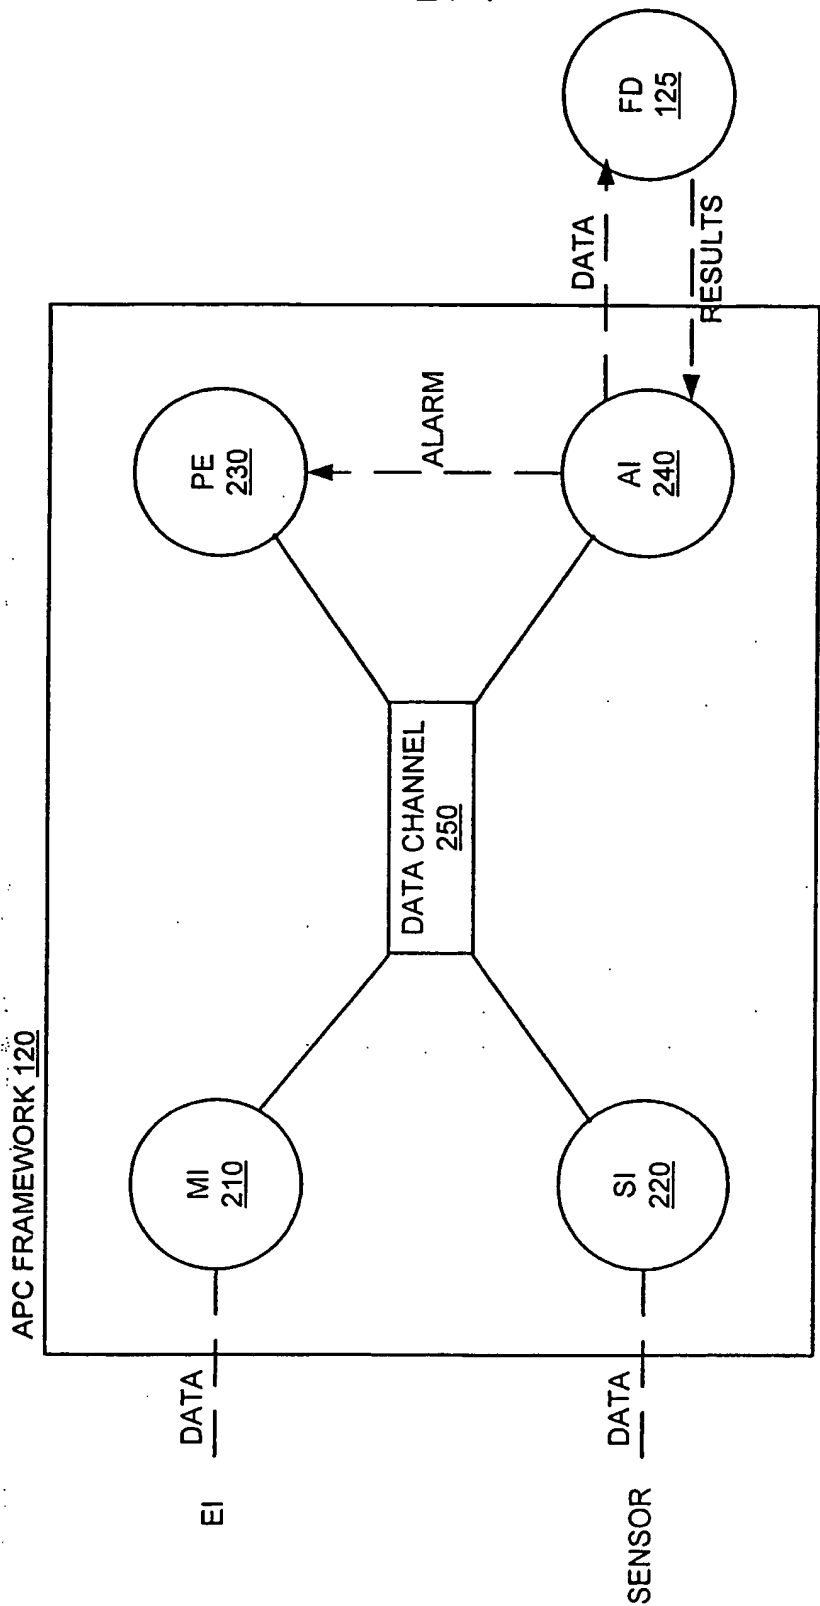 APC FRAMEWORK 120
EI
DATA
MI
210
PE
230
DATA CHANNEL
250
ALARM
SENSOR
DATA
SI
220
AI
240
DATA
RESULTS
FD
125